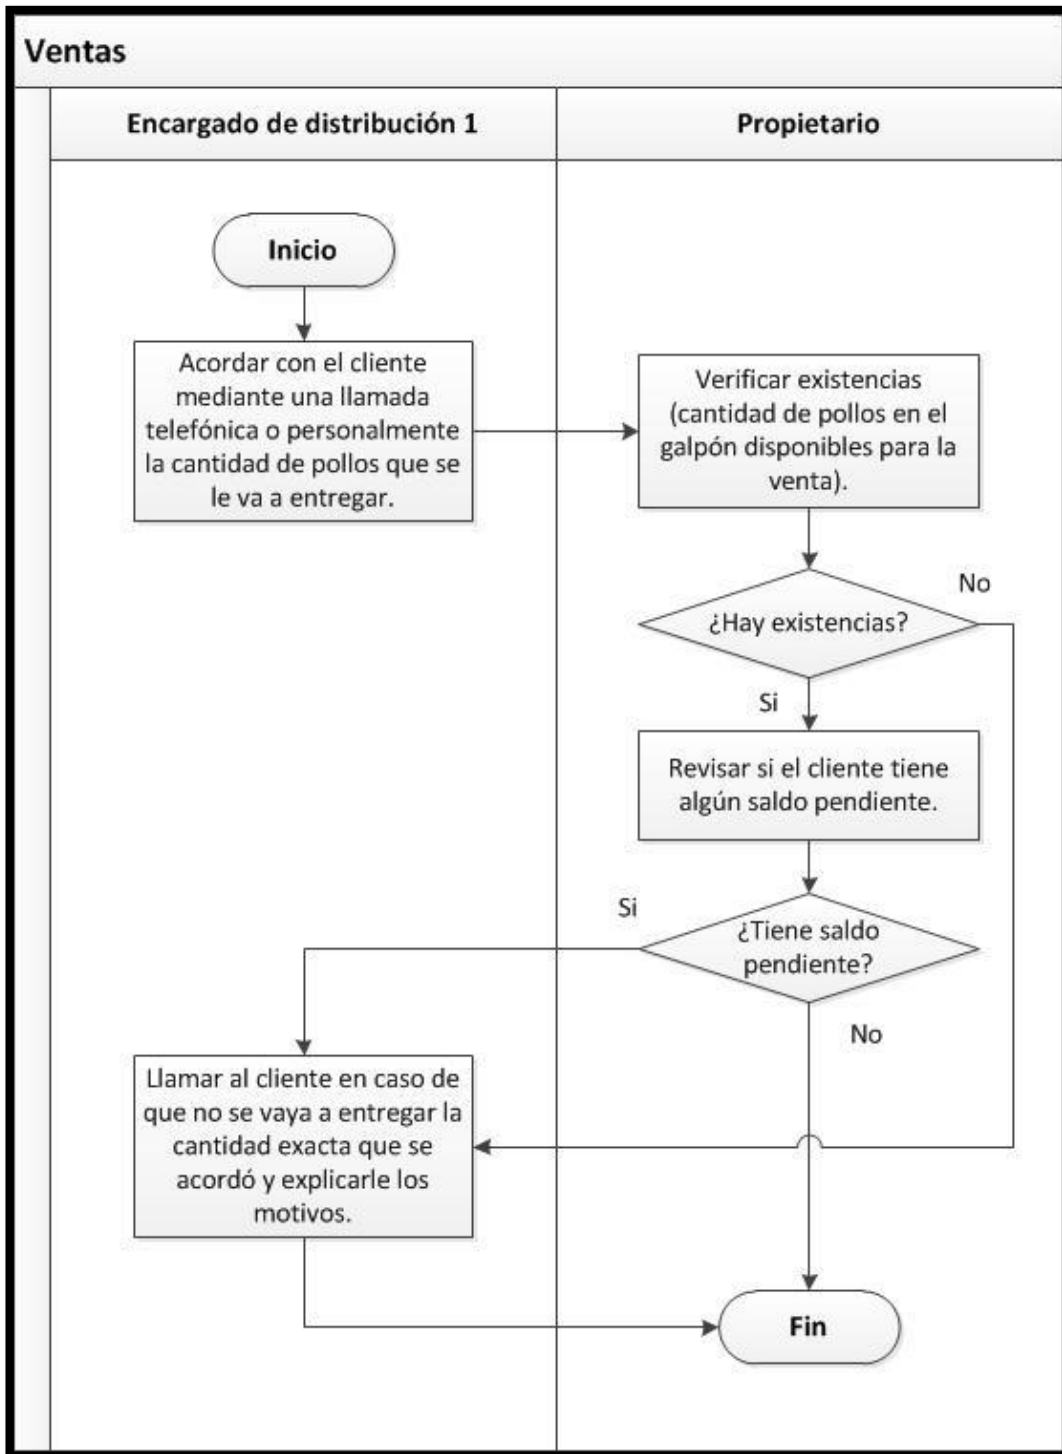 Ventas
Encargado de distribución 1
Propietario
Inicio
Acordar con el cliente
mediante una llamada
telefónica o personalmente
la cantidad de pollos que se
le va a entregar.
Verificar existencias
(cantidad de pollos en el
galpón disponibles para la
venta).
¿Hay existencias?
No
Si
Revisar si el cliente tiene
algún saldo pendiente.
¿Tiene saldo
pendiente?
Si
No
Llamar al cliente en caso de
que no se vaya a entregar la
cantidad exacta que se
acordó y explicarle los
motivos.
Fin